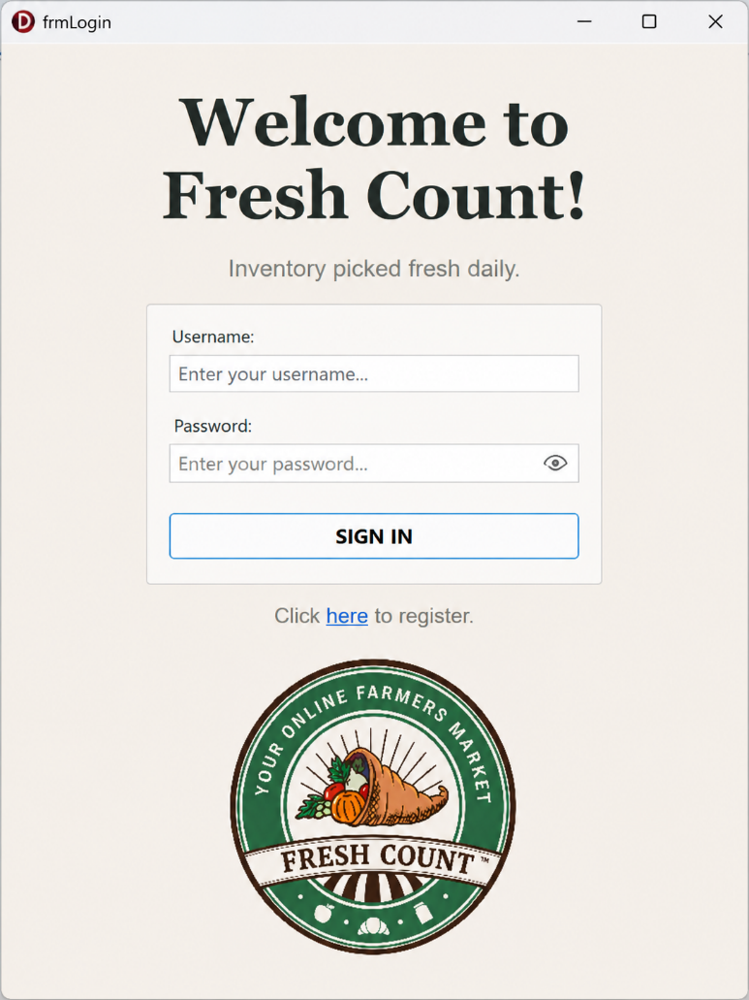 frmLogin
Welcome to
Fresh Count!
Inventory picked fresh daily.
Username:
Enter your username...
Password:
Enter your password...
SIGN IN
Click here to register.
YOUR ONLINE FARMERS MARKET
FRESH COUNT™